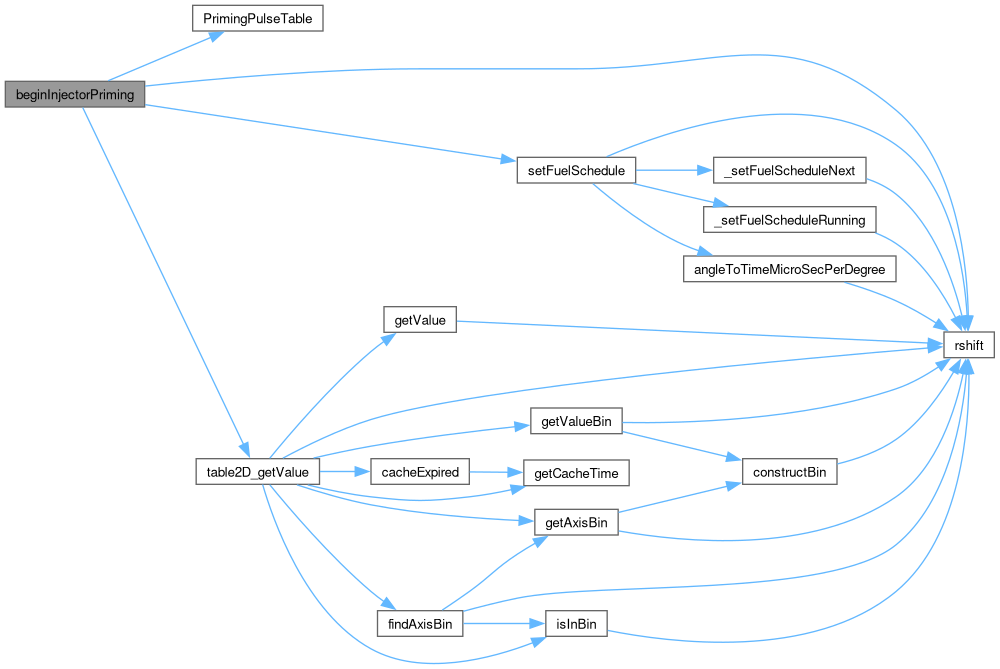 PrimingPulseTable
beginInjectorPriming
setFuelSchedule
_setFuelScheduleNext
_setFuelScheduleRunning
angleToTimeMicroSecPerDegree
getValue
rshift
getValueBin
table2D_getValue
cacheExpired
getCacheTime
constructBin
getAxisBin
findAxisBin
isInBin